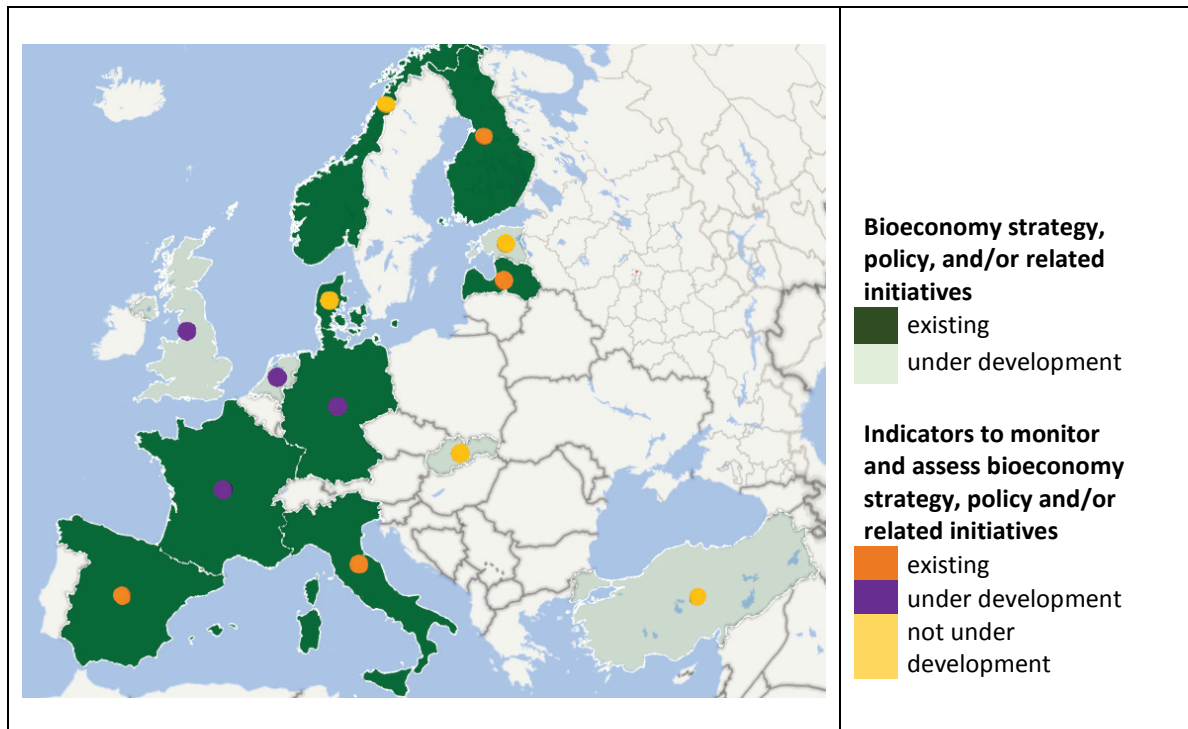 Bioeconomy strategy,
policy, and/or related
initiatives
existing
under development
Indicators to monitor
and assess bioeconomy
strategy, policy and/or
related initiatives
existing
under development
not under
development